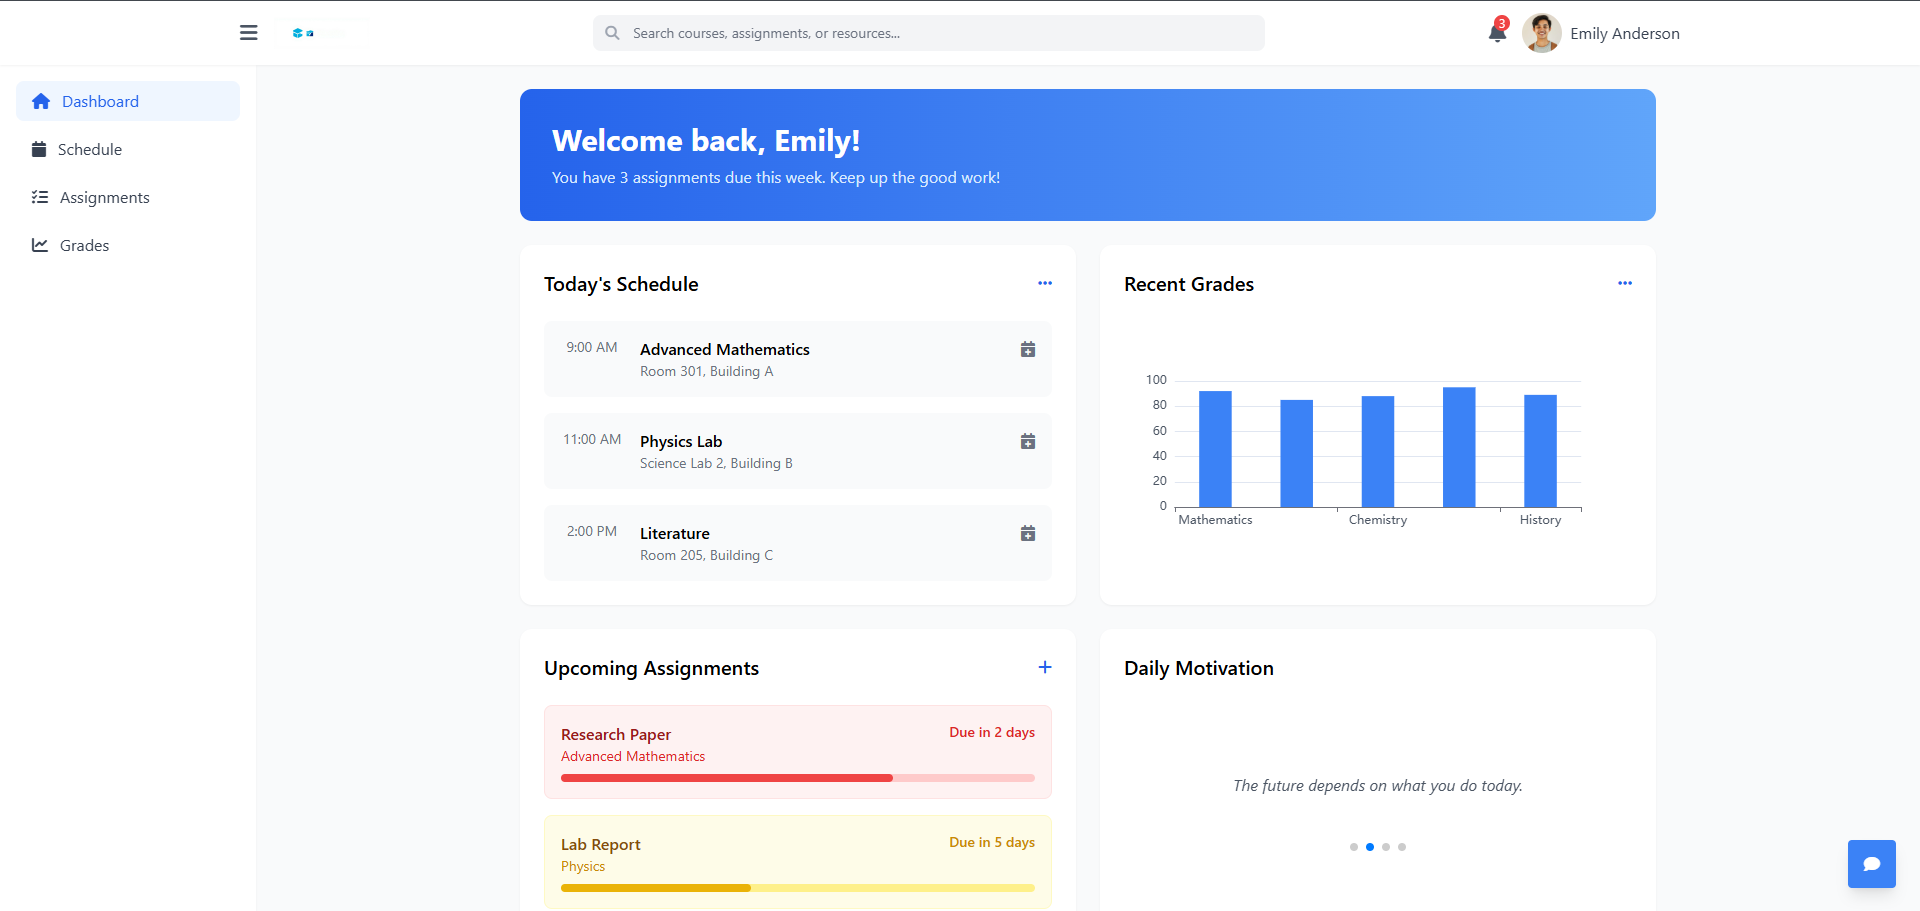 Search courses, assignments, or resources...
3
Emily Anderson
Dashboard
Schedule
Assignments
Grades
Welcome back, Emily!
You have 3 assignments due this week. Keep up the good work!
Today's Schedule
9:00 AM
Advanced Mathematics
Room 301, Building A
11:00 AM
Physics Lab
Science Lab 2, Building B
2:00 PM
Literature
Room 205, Building C
Recent Grades
100
80
60
40
20
0
Mathematics
Chemistry
History
Upcoming Assignments
Research Paper
Due in 2 days
Advanced Mathematics
Lab Report
Due in 5 days
Physics
Daily Motivation
The future depends on what you do today.